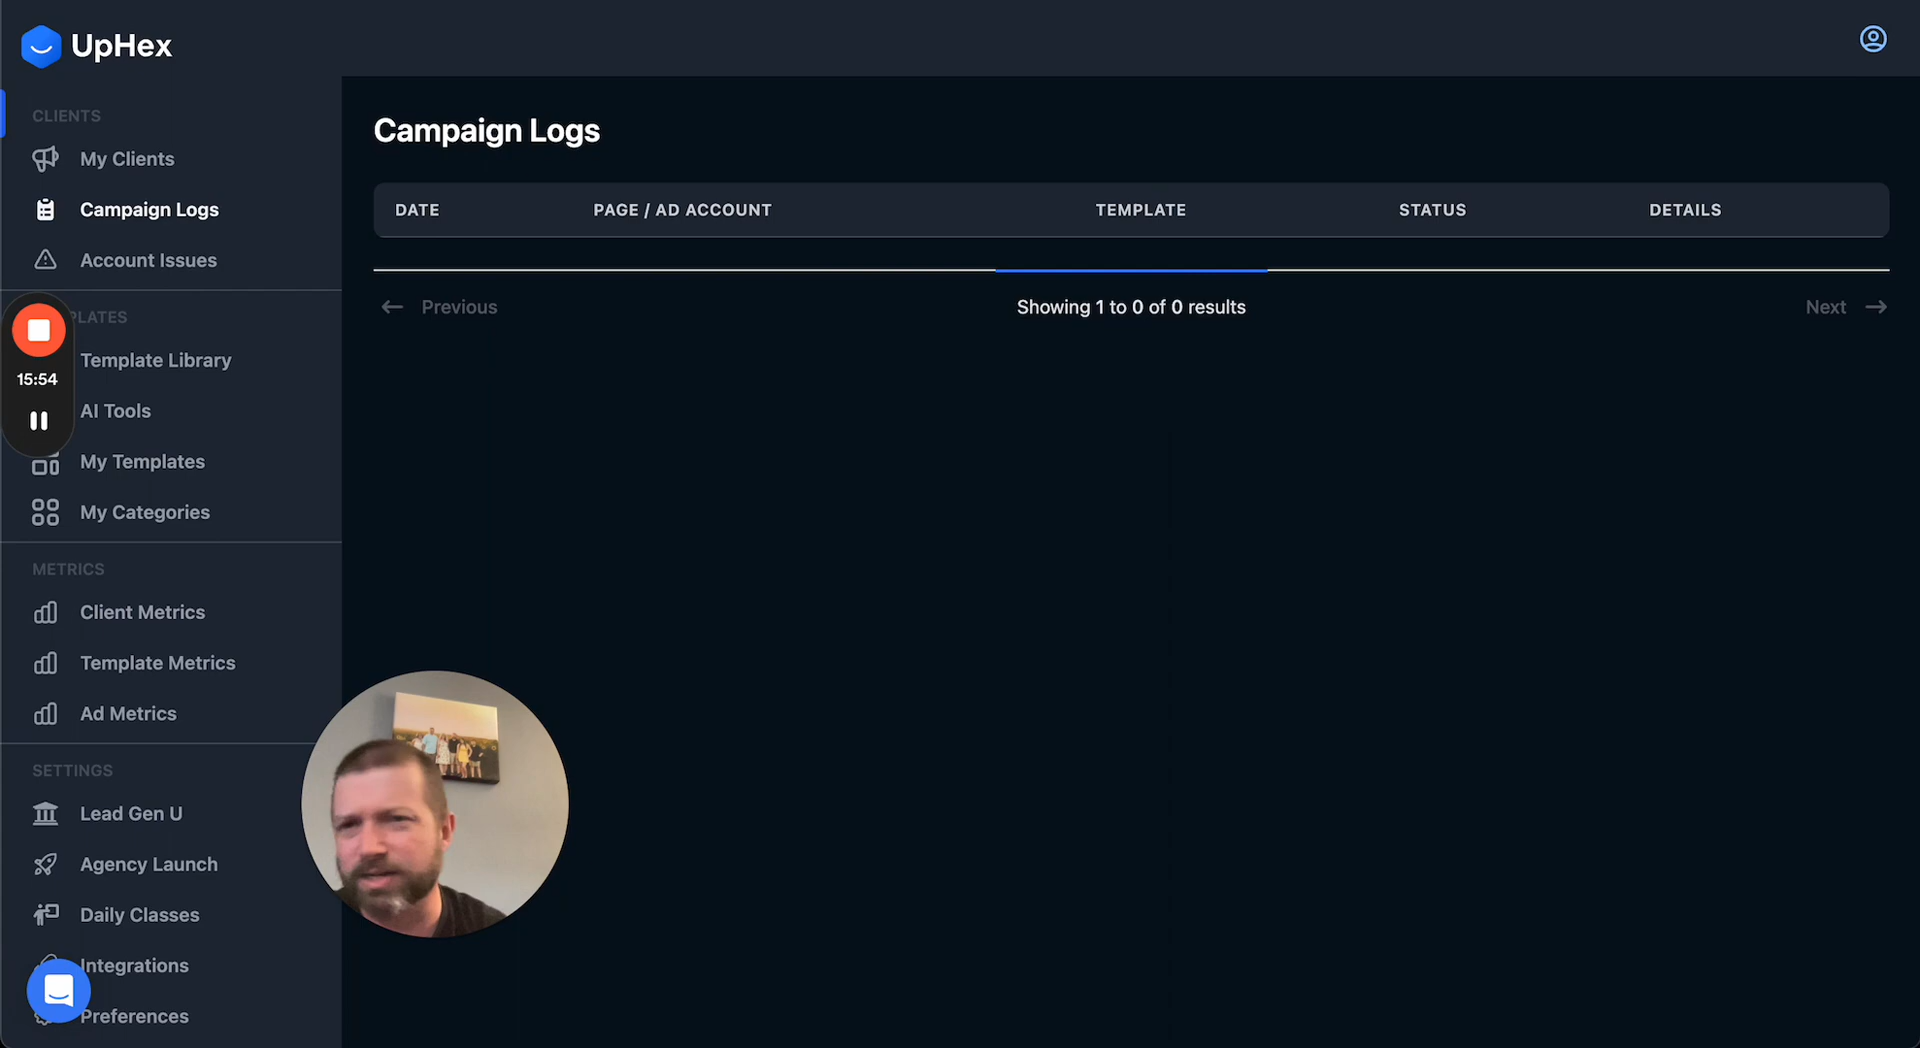 UpHex
CLIENTS
My Clients
Campaign Logs
Account Issues
PLATES
Template Library
15:54
AI Tools
My Templates
My Categories
METRICS
Client Metrics
Template Metrics
Ad Metrics
SETTINGS
Lead Gen U
Agency Launch
Daily Classes
Integrations
Preferences
Campaign Logs
DATE PAGE / AD ACCOUNT TEMPLATE STATUS DETAILS
Previous Showing 1 to 0 of 0 results Next